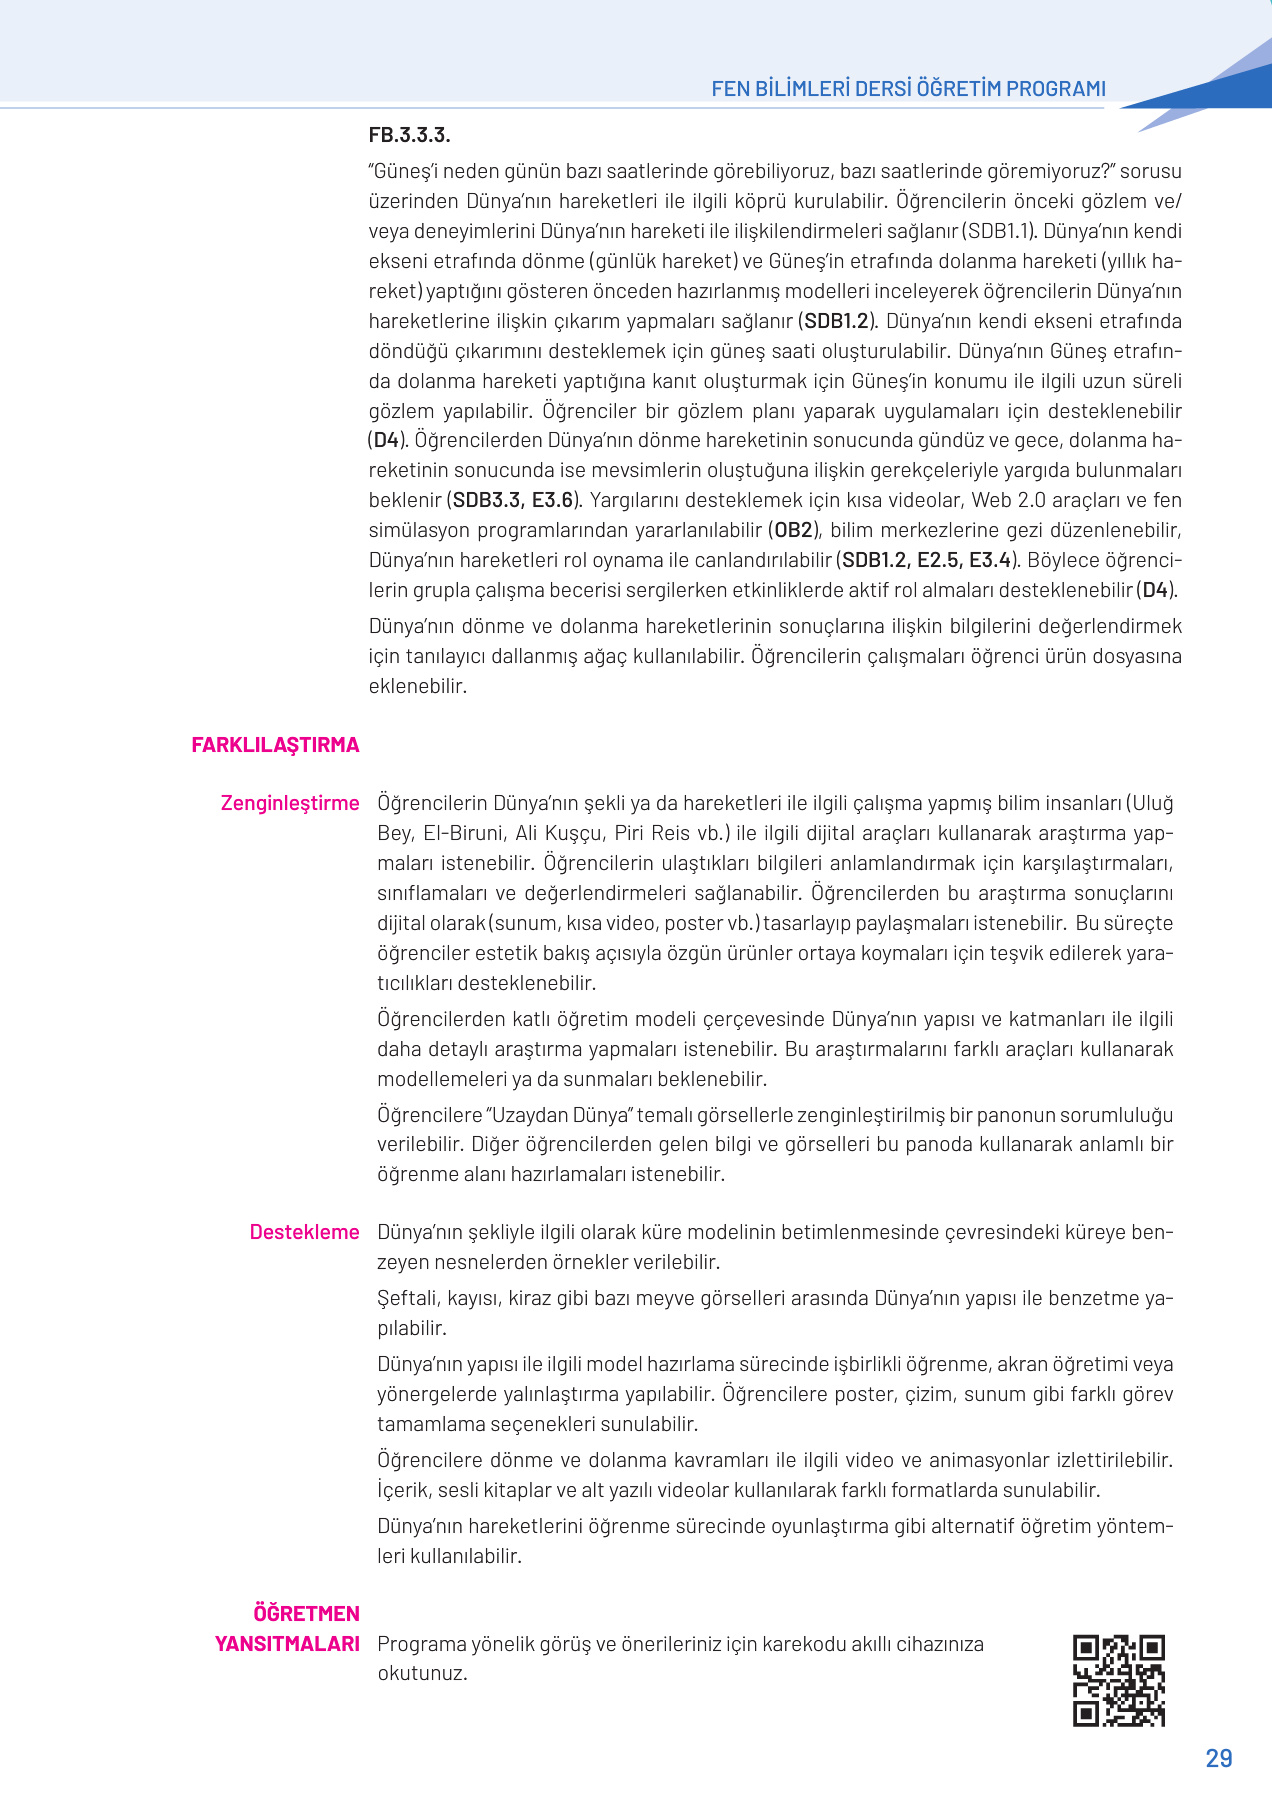 FEN BİLİMLERİ DERSİ ÖĞRETİM PROGRAMI
FB.3.3.3.
“Güneş’i neden günün bazı saatlerinde görebiliyoruz, bazı saatlerinde göremiyoruz?” sorusu
üzerinden Dünya’nın hareketleri ile ilgili köprü kurulabilir. Öğrencilerin önceki gözlem ve/
veya deneyimlerini Dünya’nın hareketi ile ilişkilendirmeleri sağlanır (SDB1.1). Dünya’nın kendi
ekseni etrafında dönme (günlük hareket) ve Güneş’in etrafında dolanma hareketi (yıllık ha-
reket) yaptığını gösteren önceden hazırlanmış modelleri inceleyerek öğrencilerin Dünya’nın
hareketlerine ilişkin çıkarım yapmaları sağlanır (SDB1.2). Dünya’nın kendi ekseni etrafında
döndüğü çıkarımını desteklemek için güneş saati oluşturulabilir. Dünya’nın Güneş etrafın-
da dolanma hareketi yaptığına kanıt oluşturmak için Güneş’in konumu ile ilgili uzun süreli
gözlem yapılabilir. Öğrenciler bir gözlem planı yaparak uygulamaları için desteklenebilir
(D4). Öğrencilerden Dünya’nın dönme hareketinin sonucunda gündüz ve gece, dolanma ha-
reketinin sonucunda ise mevsimlerin oluştuğuna ilişkin gerekçeleriyle yargıda bulunmaları
beklenir (SDB3.3, E3.6). Yargılarını desteklemek için kısa videolar, Web 2.0 araçları ve fen
simülasyon programlarından yararlanılabilir (OB2), bilim merkezlerine gezi düzenlenebilir,
Dünya’nın hareketleri rol oynama ile canlandırılabilir (SDB1.2, E2.5, E3.4). Böylece öğrenci-
lerin grupla çalışma becerisi sergilerken etkinliklerde aktif rol almaları desteklenebilir (D4).
Dünya’nın dönme ve dolanma hareketlerinin sonuçlarına ilişkin bilgilerini değerlendirmek
için tanılayıcı dallanmış ağaç kullanılabilir. Öğrencilerin çalışmaları öğrenci ürün dosyasına
eklenebilir.
FARKLILAŞTIRMA
Zenginleştirme Öğrencilerin Dünya’nın şekli ya da hareketleri ile ilgili çalışma yapmış bilim insanları (Uluğ
Bey, El-Biruni, Ali Kuşçu, Piri Reis vb.) ile ilgili dijital araçları kullanarak araştırma yap-
maları istenebilir. Öğrencilerin ulaştıkları bilgileri anlamlandırmak için karşılaştırmaları,
sınıflamaları ve değerlendirmeleri sağlanabilir. Öğrencilerden bu araştırma sonuçlarını
dijital olarak (sunum, kısa video, poster vb.) tasarlayıp paylaşmaları istenebilir. Bu süreçte
öğrenciler estetik bakış açısıyla özgün ürünler ortaya koymaları için teşvik edilerek yara-
tıcılıkları desteklenebilir.
Öğrencilerden katlı öğretim modeli çerçevesinde Dünya’nın yapısı ve katmanları ile ilgili
daha detaylı araştırma yapmaları istenebilir. Bu araştırmalarını farklı araçları kullanarak
modellemeleri ya da sunmaları beklenebilir.
Öğrencilere “Uzaydan Dünya” temalı görsellerle zenginleştirilmiş bir panonun sorumluluğu
verilebilir. Diğer öğrencilerden gelen bilgi ve görselleri bu panoda kullanarak anlamlı bir
öğrenme alanı hazırlamaları istenebilir.
Destekleme Dünya’nın şekliyle ilgili olarak küre modelinin betimlenmesinde çevresindeki küreye ben-
zeyen nesnelerden örnekler verilebilir.
Şeftali, kayısı, kiraz gibi bazı meyve görselleri arasında Dünya’nın yapısı ile benzetme ya-
pılabilir.
Dünya’nın yapısı ile ilgili model hazırlama sürecinde işbirlikli öğrenme, akran öğretimi veya
yönergelerde yalınlaştırma yapılabilir. Öğrencilere poster, çizim, sunum gibi farklı görev
tamamlama seçenekleri sunulabilir.
Öğrencilere dönme ve dolanma kavramları ile ilgili video ve animasyonlar izlettirilebilir.
İçerik, sesli kitaplar ve alt yazılı videolar kullanılarak farklı formatlarda sunulabilir.
Dünya’nın hareketlerini öğrenme sürecinde oyunlaştırma gibi alternatif öğretim yöntem-
leri kullanılabilir.
ÖĞRETMEN
YANSITMALARI Programa yönelik görüş ve önerileriniz için karekodu akıllı cihazınıza
okutunuz.
29